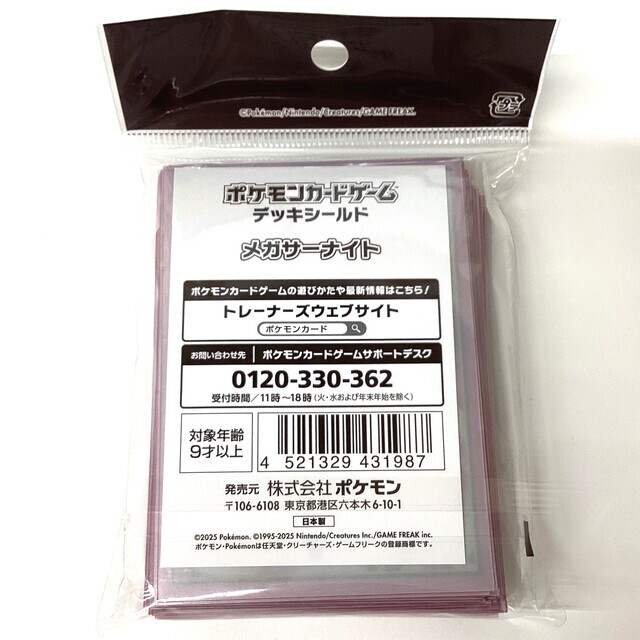 ©Pokémon/Nintendo/Creatures/GAME FREAK.
プラ
ポケモンカードゲーム
デッキシールド
メガサーナイト
ポケモンカードゲームの遊びかたや最新情報はこちら!
トレーナーズウェブサイト
ポケモンカード
お問い合わせ先 ポケモンカードゲームサポートデスク
0120-330-362
受付時間/11時~18時(火・水および年末年始を除く)
対象年齢
9才以上
4 521329 431987
発売元 株式会社ポケモン
〒106-6108 東京都港区六本木6-10-1
日本製
©2025 Pokémon. ©1995-2025 Nintendo/Creatures Inc./GAME FREAK inc.
ポケモン・Pokémonは任天堂・クリーチャーズ・ゲームフリークの登録商標です。